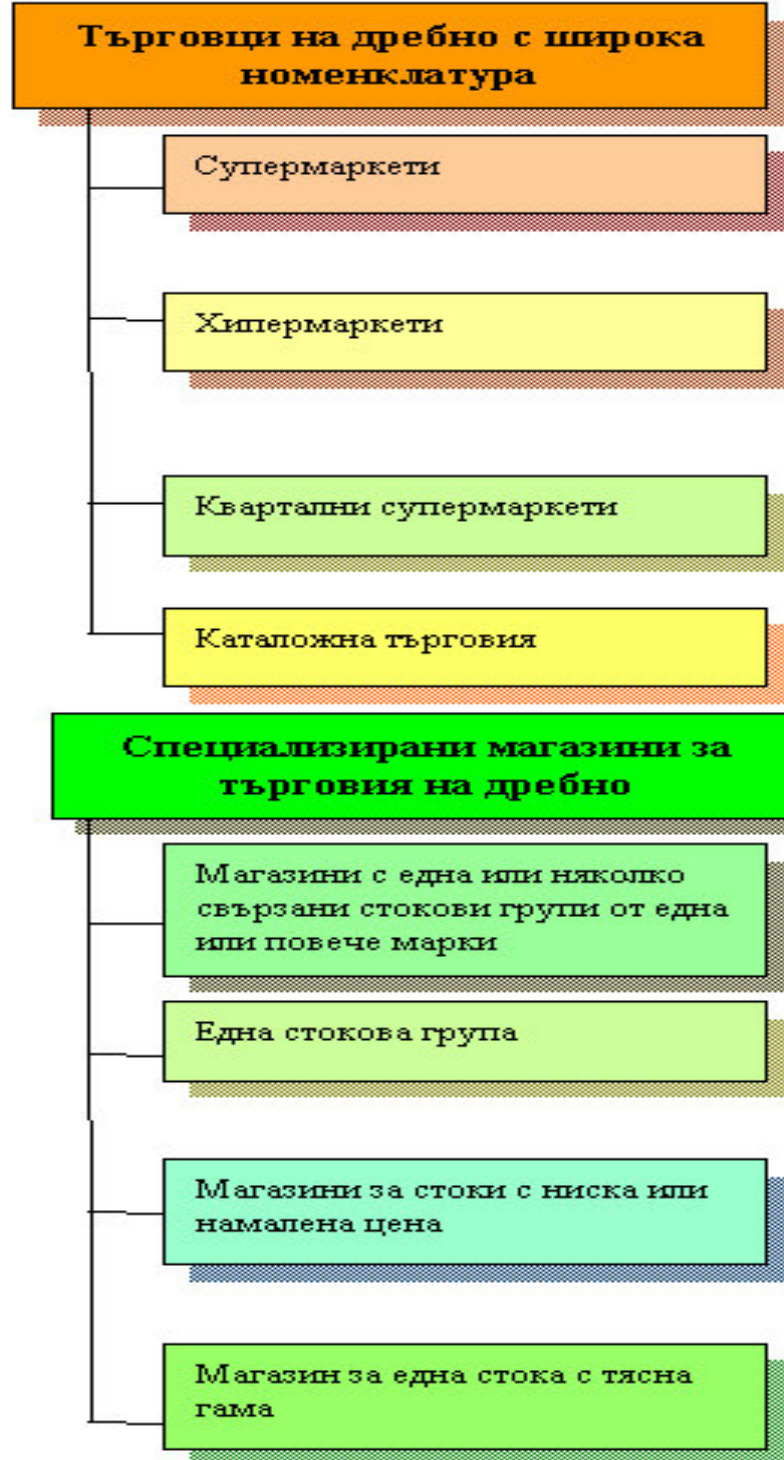 Търговци на дребно с широка
номенклатура
Супермаркети
Хипермаркети
Квартални супермаркети
Каталожна търговия
Специализирани магазини за
търговия на дребно
Магазини с една или няколко
свързани стокови групи от една
или повече марки
Една стокова група
Магазини за стоки с ниска или
намалена цена
Магазин за една стока с тясна
гама